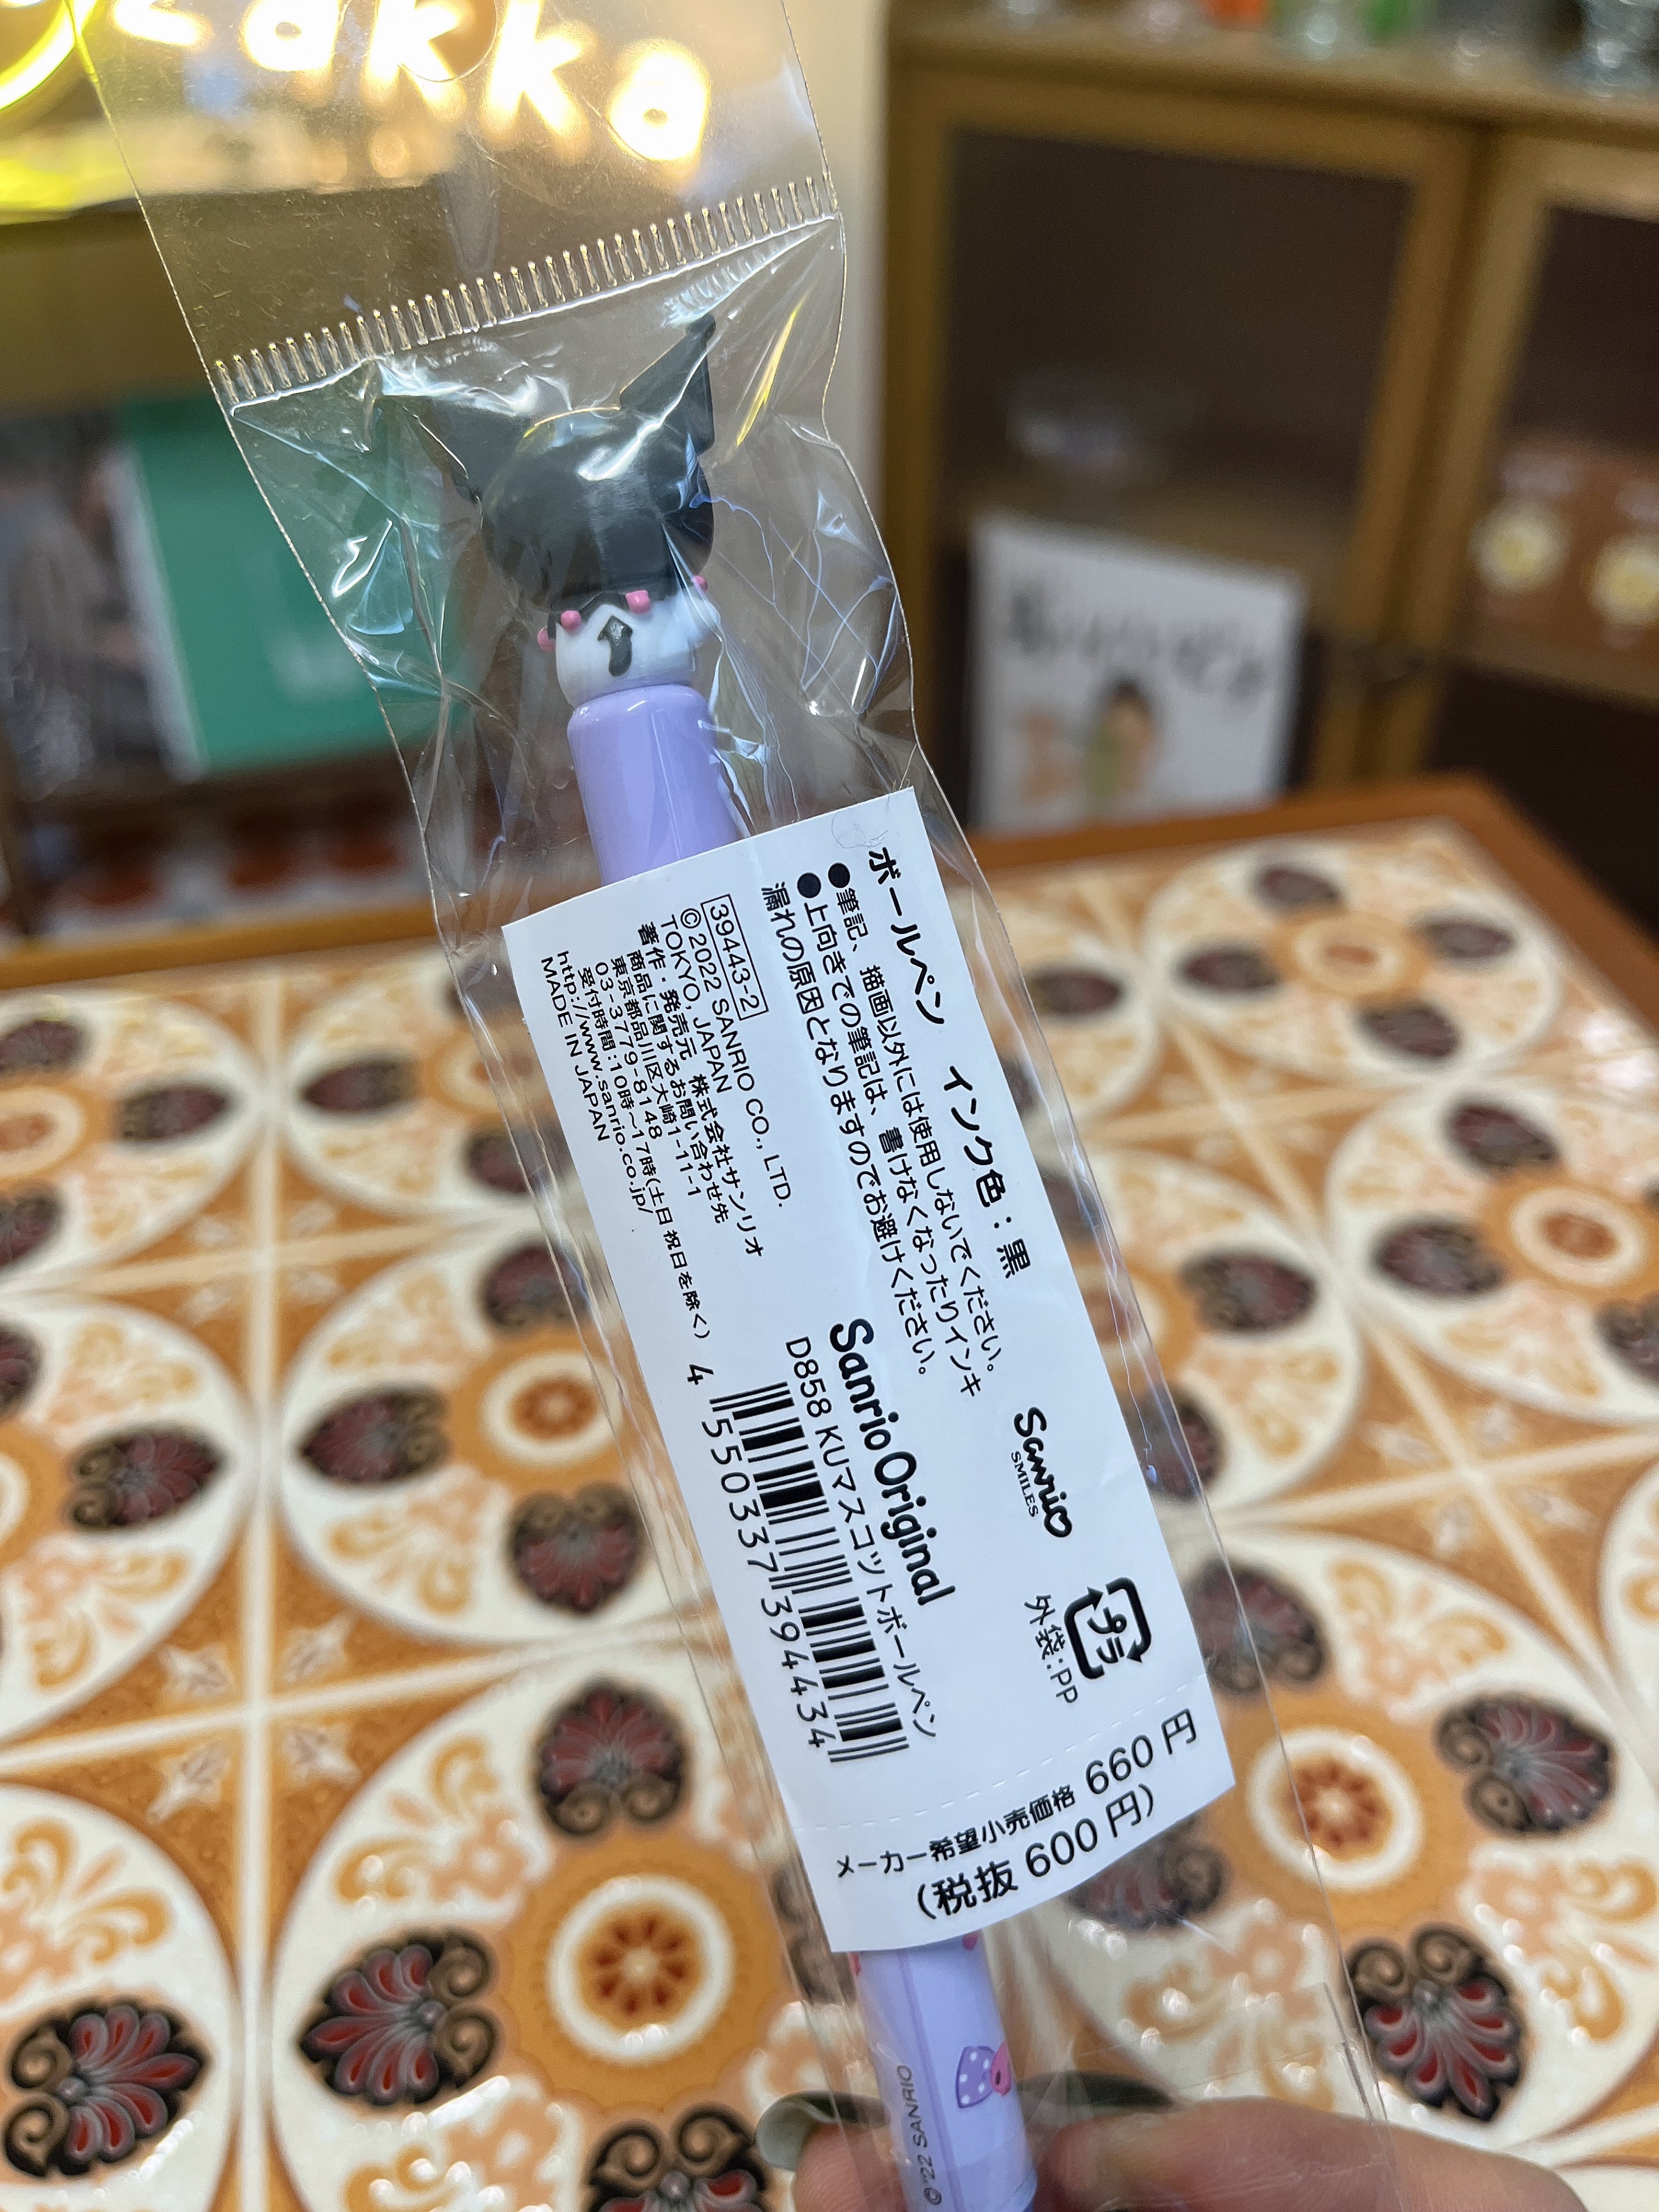 zakka
ボールペン　インク色：黒
●筆記、描画以外には使用しないでください。
●上向きでの筆記は、書けなくなったりインキ
漏れの原因となりますのでお避けください。
39443-2
©2022 SANRIO CO., LTD.
TOKYO, JAPAN
著作・発売元　株式会社サンリオ
商品に関するお問い合わせ先
東京都品川区大崎1-11-1
03-3779-8148
受付時間：10時〜17時(土日 祝日を除く)
http://www.sanrio.co.jp/
MADE IN JAPAN
Sanrio
SMILES
プラ
外袋：PP
Sanrio Original
D858 KUマスコットボールペン
4 550337 394434
メーカー希望小売価格 660 円
(税抜 600 円)
© '22 SANRIO